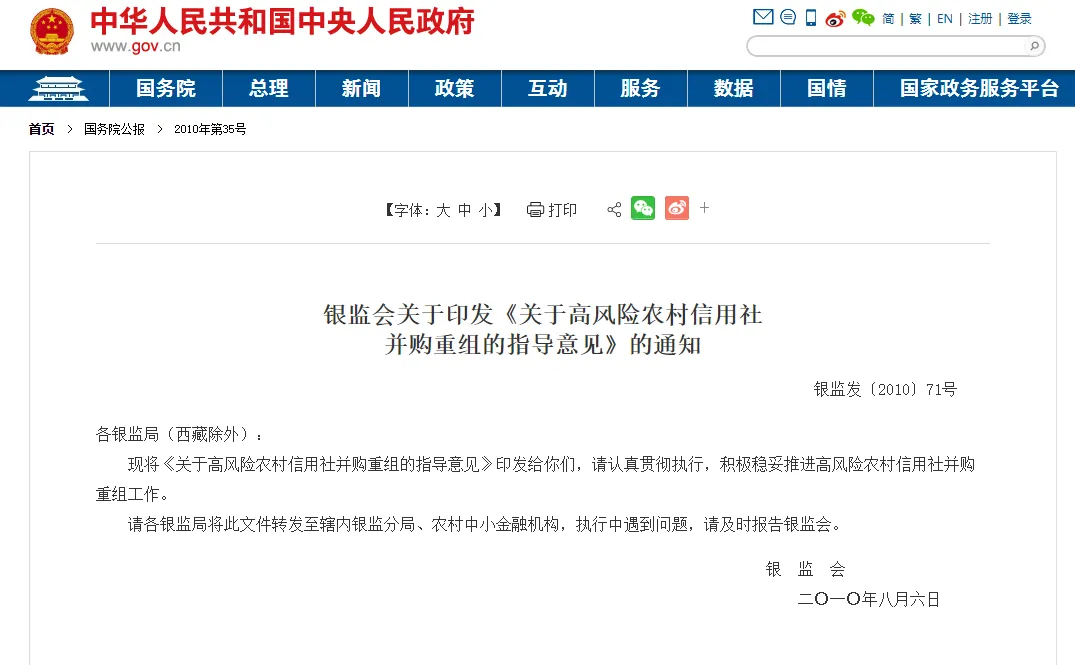 中华人民共和国中央人民政府
www.gov.cn
简 | 繁 | EN | 注册 | 登录
国务院 总理 新闻 政策 互动 服务 数据 国情 国家政务服务平台
首页 > 国务院公报 > 2010年第35号
【字体：大 中 小】 打印 +
银监会关于印发《关于高风险农村信用社
并购重组的指导意见》的通知
银监发〔2010〕71号
各银监局（西藏除外）：
现将《关于高风险农村信用社并购重组的指导意见》印发给你们，请认真贯彻执行，积极稳妥推进高风险农村信用社并购
重组工作。
请各银监局将此文件转发至辖内银监分局、农村中小金融机构，执行中遇到问题，请及时报告银监会。
银 监 会
二〇一〇年八月六日